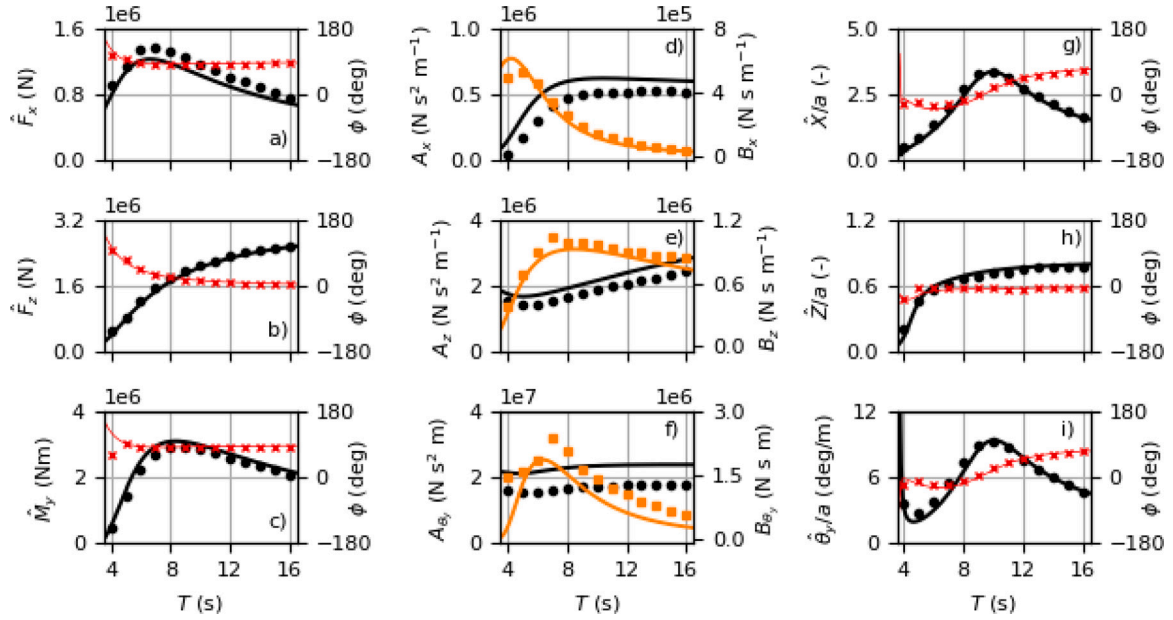 1e6
1.6
0.8
0.0
F̂x (N)
180
0
−180
ϕ (deg)
a)
1e6
1e5
1.0
0.5
0.0
Ax (N s² m⁻¹)
8
4
0
Bx (N s m⁻¹)
d)
5.0
2.5
0.0
X̂/a (-)
180
0
−180
ϕ (deg)
g)
1e6
3.2
1.6
0.0
F̂z (N)
180
0
−180
ϕ (deg)
b)
1e6
1e6
4
2
0
Az (N s² m⁻¹)
1.2
0.6
0.0
Bz (N s m⁻¹)
e)
1.2
0.6
0.0
Ẑ/a (-)
180
0
−180
ϕ (deg)
h)
1e6
4
2
0
M̂y (Nm)
180
0
−180
ϕ (deg)
c)
4 8 12 16
T (s)
1e7
1e6
4
2
0
Aθy (N s² m)
3.0
1.5
0.0
Bθy (N s m)
f)
4 8 12 16
T (s)
12
6
0
θ̂y/a (deg/m)
180
0
−180
ϕ (deg)
i)
4 8 12 16
T (s)